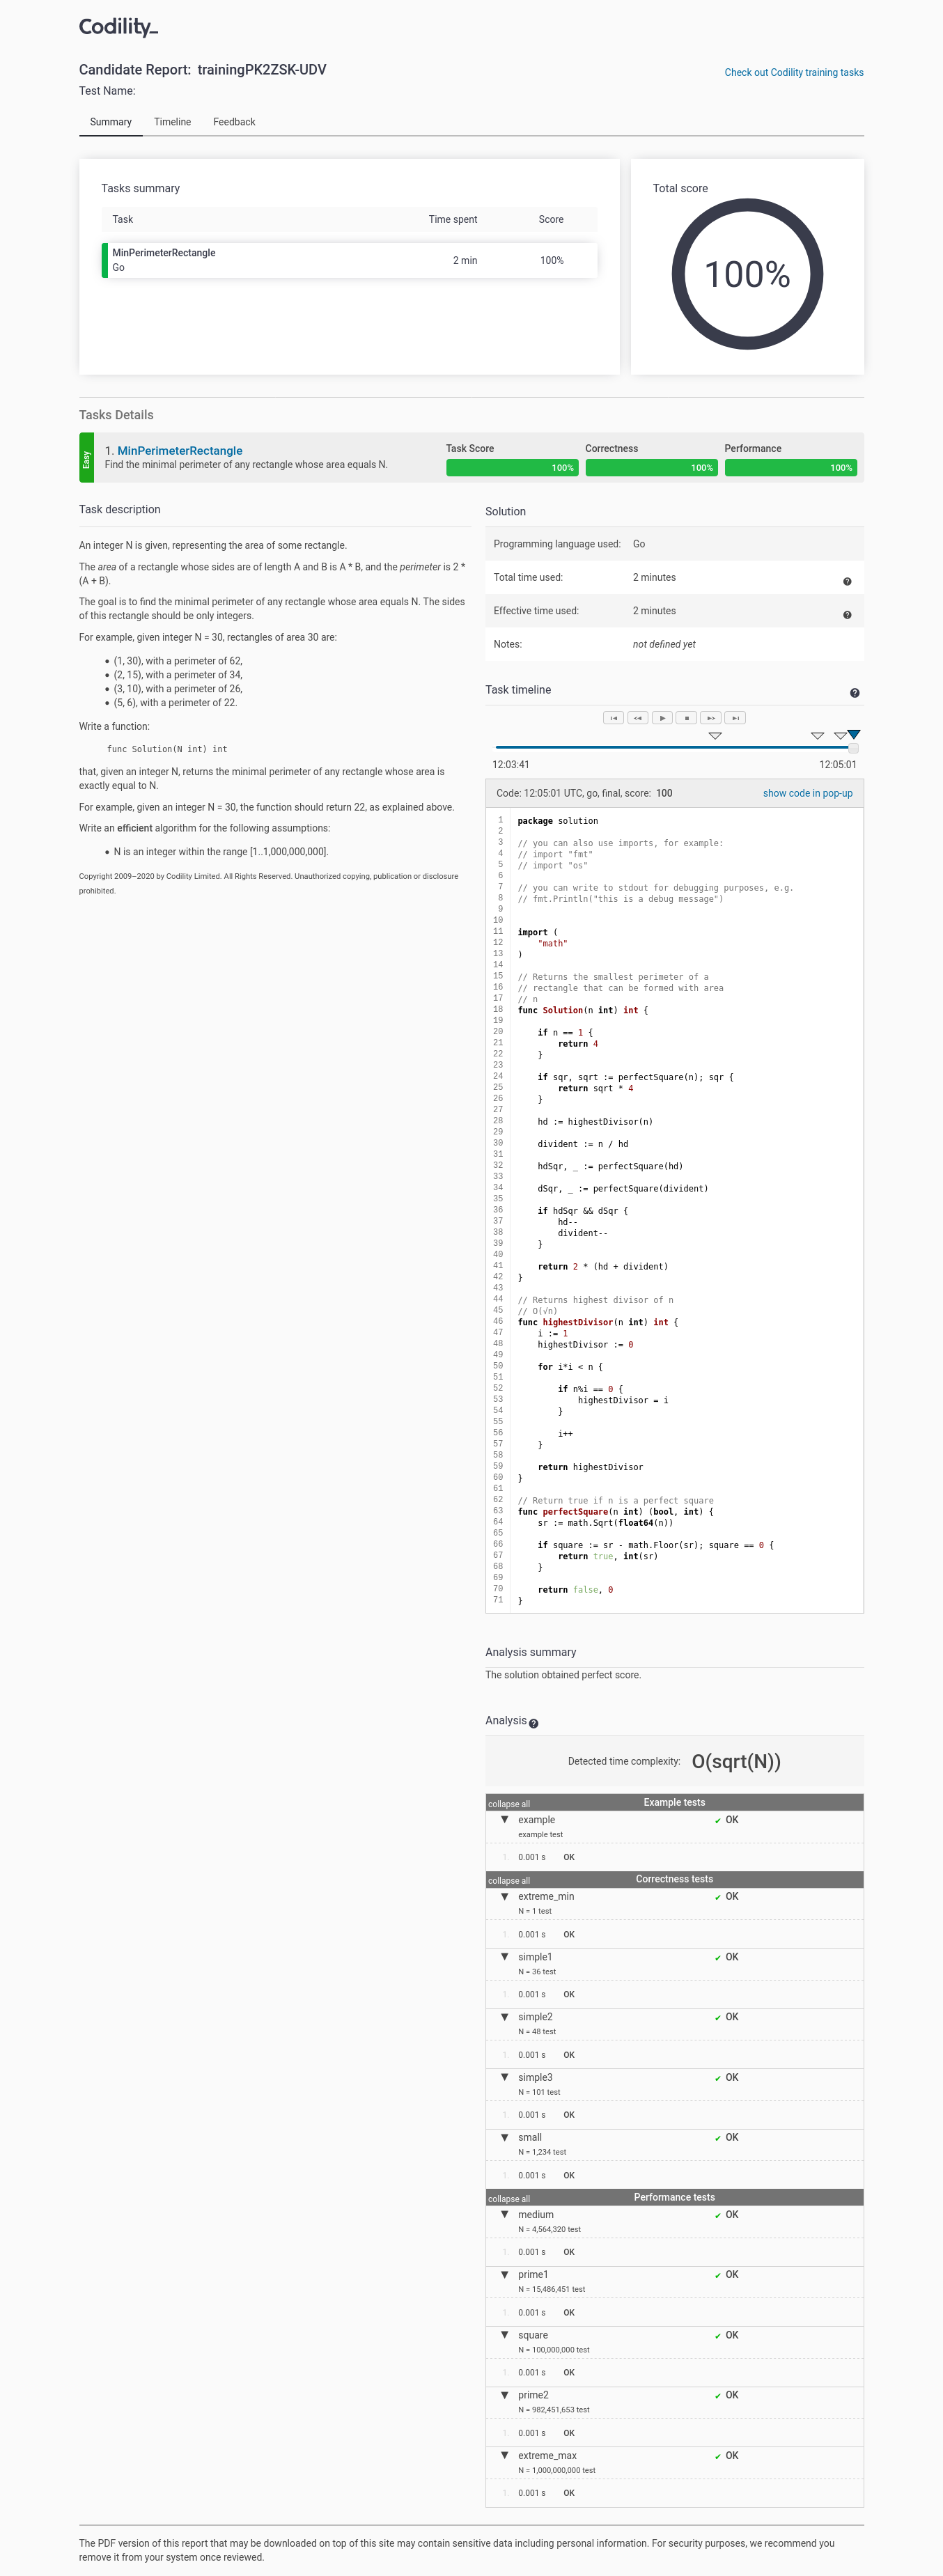 Codility_
Candidate Report: trainingPK2ZSK-UDV
Check out Codility training tasks
Test Name:
Summary Timeline Feedback
Tasks summary
Task Time spent Score
MinPerimeterRectangle
Go
2 min 100%
Total score
100%
Tasks Details
Easy
1. MinPerimeterRectangle
Find the minimal perimeter of any rectangle whose area equals N.
Task Score Correctness Performance
100% 100% 100%
Task description
An integer N is given, representing the area of some rectangle.
The area of a rectangle whose sides are of length A and B is A * B, and the perimeter is 2 *
(A + B).
The goal is to find the minimal perimeter of any rectangle whose area equals N. The sides
of this rectangle should be only integers.
For example, given integer N = 30, rectangles of area 30 are:
• (1, 30), with a perimeter of 62,
• (2, 15), with a perimeter of 34,
• (3, 10), with a perimeter of 26,
• (5, 6), with a perimeter of 22.
Write a function:
func Solution(N int) int
that, given an integer N, returns the minimal perimeter of any rectangle whose area is
exactly equal to N.
For example, given an integer N = 30, the function should return 22, as explained above.
Write an efficient algorithm for the following assumptions:
• N is an integer within the range [1..1,000,000,000].
Copyright 2009–2020 by Codility Limited. All Rights Reserved. Unauthorized copying, publication or disclosure
prohibited.
Solution
Programming language used: Go
Total time used: 2 minutes ?
Effective time used: 2 minutes ?
Notes: not defined yet
Task timeline ?
12:03:41 12:05:01
Code: 12:05:01 UTC, go, final, score: 100 show code in pop-up
1 package solution
2
3 // you can also use imports, for example:
4 // import "fmt"
5 // import "os"
6
7 // you can write to stdout for debugging purposes, e.g.
8 // fmt.Println("this is a debug message")
9
10
11 import (
12     "math"
13 )
14
15 // Returns the smallest perimeter of a
16 // rectangle that can be formed with area
17 // n
18 func Solution(n int) int {
19
20     if n == 1 {
21         return 4
22     }
23
24     if sqr, sqrt := perfectSquare(n); sqr {
25         return sqrt * 4
26     }
27
28     hd := highestDivisor(n)
29
30     divident := n / hd
31
32     hdSqr, _ := perfectSquare(hd)
33
34     dSqr, _ := perfectSquare(divident)
35
36     if hdSqr && dSqr {
37         hd--
38         divident--
39     }
40
41     return 2 * (hd + divident)
42 }
43
44 // Returns highest divisor of n
45 // O(√n)
46 func highestDivisor(n int) int {
47     i := 1
48     highestDivisor := 0
49
50     for i*i < n {
51
52         if n%i == 0 {
53             highestDivisor = i
54         }
55
56         i++
57     }
58
59     return highestDivisor
60 }
61
62 // Return true if n is a perfect square
63 func perfectSquare(n int) (bool, int) {
64     sr := math.Sqrt(float64(n))
65
66     if square := sr - math.Floor(sr); square == 0 {
67         return true, int(sr)
68     }
69
70     return false, 0
71 }
Analysis summary
The solution obtained perfect score.
Analysis ?
Detected time complexity: O(sqrt(N))
collapse all Example tests
▼ example ✔ OK
example test
1. 0.001 s OK
collapse all Correctness tests
▼ extreme_min ✔ OK
N = 1 test
1. 0.001 s OK
▼ simple1 ✔ OK
N = 36 test
1. 0.001 s OK
▼ simple2 ✔ OK
N = 48 test
1. 0.001 s OK
▼ simple3 ✔ OK
N = 101 test
1. 0.001 s OK
▼ small ✔ OK
N = 1,234 test
1. 0.001 s OK
collapse all Performance tests
▼ medium ✔ OK
N = 4,564,320 test
1. 0.001 s OK
▼ prime1 ✔ OK
N = 15,486,451 test
1. 0.001 s OK
▼ square ✔ OK
N = 100,000,000 test
1. 0.001 s OK
▼ prime2 ✔ OK
N = 982,451,653 test
1. 0.001 s OK
▼ extreme_max ✔ OK
N = 1,000,000,000 test
1. 0.001 s OK
The PDF version of this report that may be downloaded on top of this site may contain sensitive data including personal information. For security purposes, we recommend you
remove it from your system once reviewed.